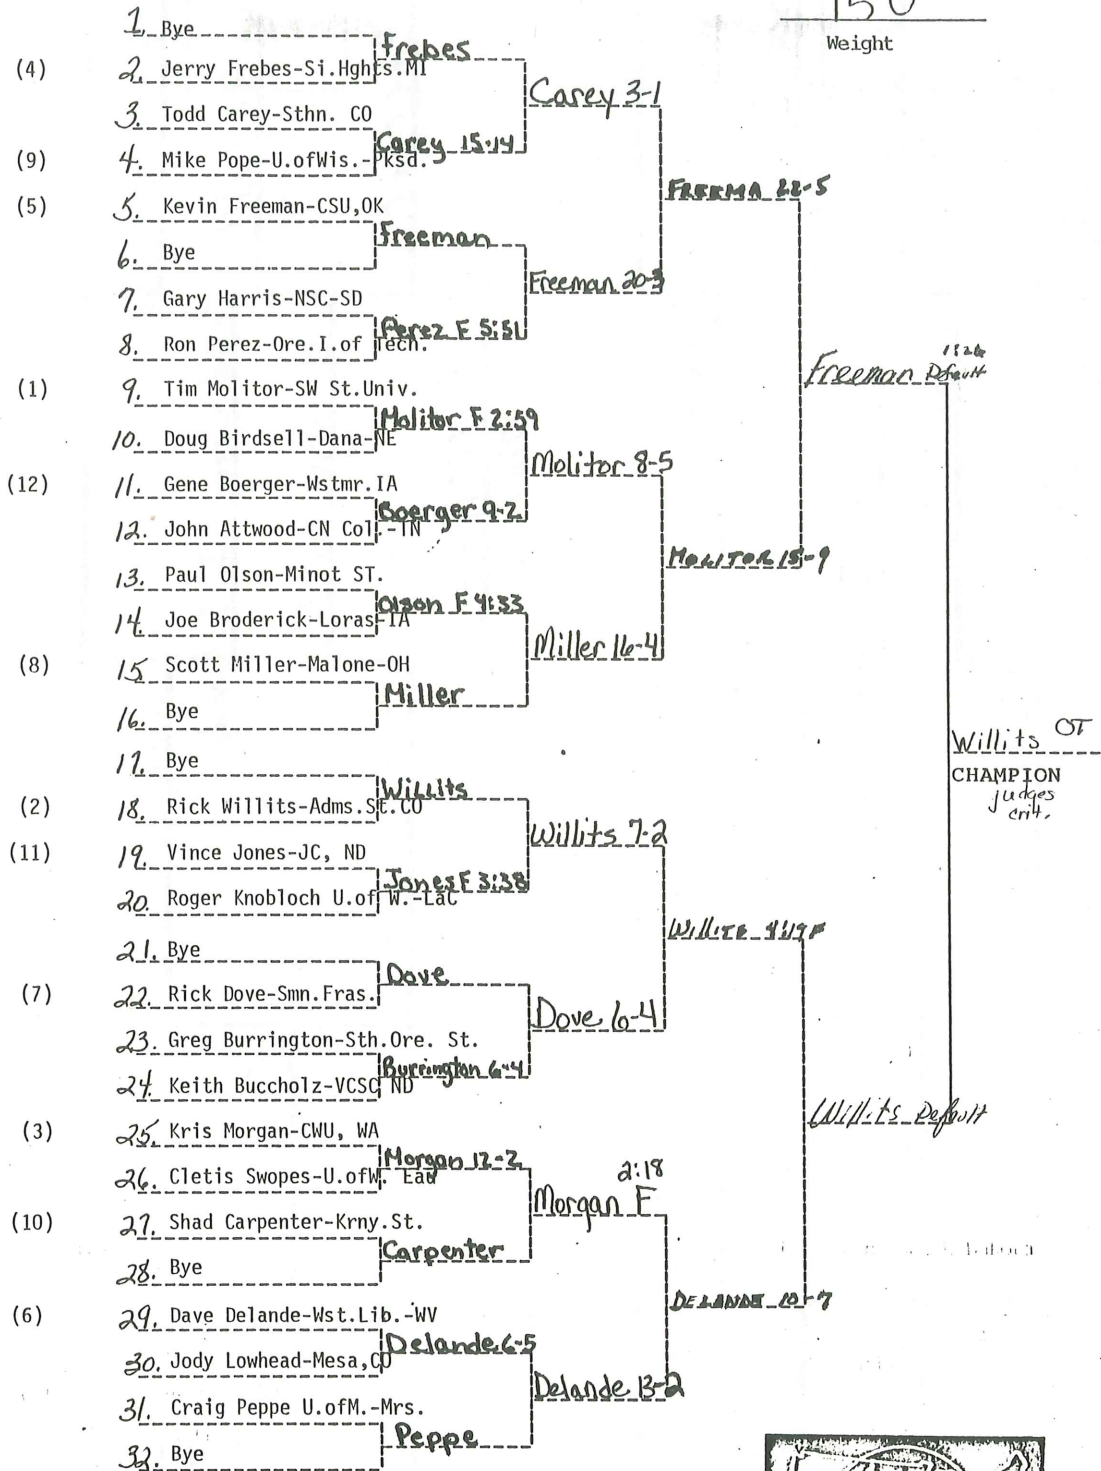 150
Weight
1. Bye
Frebes
(4) 2. Jerry Frebes-Si.Hghts.MI
Carey 3-1
3. Todd Carey-Sthn. CO
Carey 15-14
(9) 4. Mike Pope-U.ofWis.-Pksd.
FREEMA 22-5
(5) 5. Kevin Freeman-CSU,OK
Freeman
6. Bye
Freeman 20-3
7. Gary Harris-NSC-SD
Perez F 5:51
8. Ron Perez-Ore.I.of Tech.
Freeman Default
(1) 9. Tim Molitor-SW St.Univ.
Molitor F 2:59
10. Doug Birdsell-Dana-NE
Molitor 8-5
(12) 11. Gene Boerger-Wstmr.IA
Boerger 9-2
12. John Attwood-CN Col.-TN
MOLITOR 15-9
13. Paul Olson-Minot ST.
Olson F 4:33
14. Joe Broderick-Loras-IA
Miller 16-4
(8) 15 Scott Miller-Malone-OH
Miller
16. Bye
Willits OT
CHAMPION
judges
crit.
17. Bye
Willits
(2) 18. Rick Willits-Adms.St.CO
Willits 7-2
(11) 19. Vince Jones-JC, ND
Jones F 3:38
20. Roger Knobloch U.of W.-LaC
Willits 4:19 F
21. Bye
Dove
(7) 22. Rick Dove-Smn.Fras.
Dove 6-4
23. Greg Burrington-Sth.Ore. St.
Burrington 6-4
24. Keith Buccholz-VCSC ND
Willits Default
(3) 25. Kris Morgan-CWU, WA
Morgan 12-2
26. Cletis Swopes-U.ofW. Eau
2:18
Morgan F
(10) 27. Shad Carpenter-Krny.St.
Carpenter
28. Bye
DELANDE 10-7
(6) 29. Dave Delande-Wst.Lib.-WV
Delande 6-5
30. Jody Lowhead-Mesa,CO
Delande 13-2
31. Craig Peppe U.ofM.-Mrs.
Peppe
32. Bye